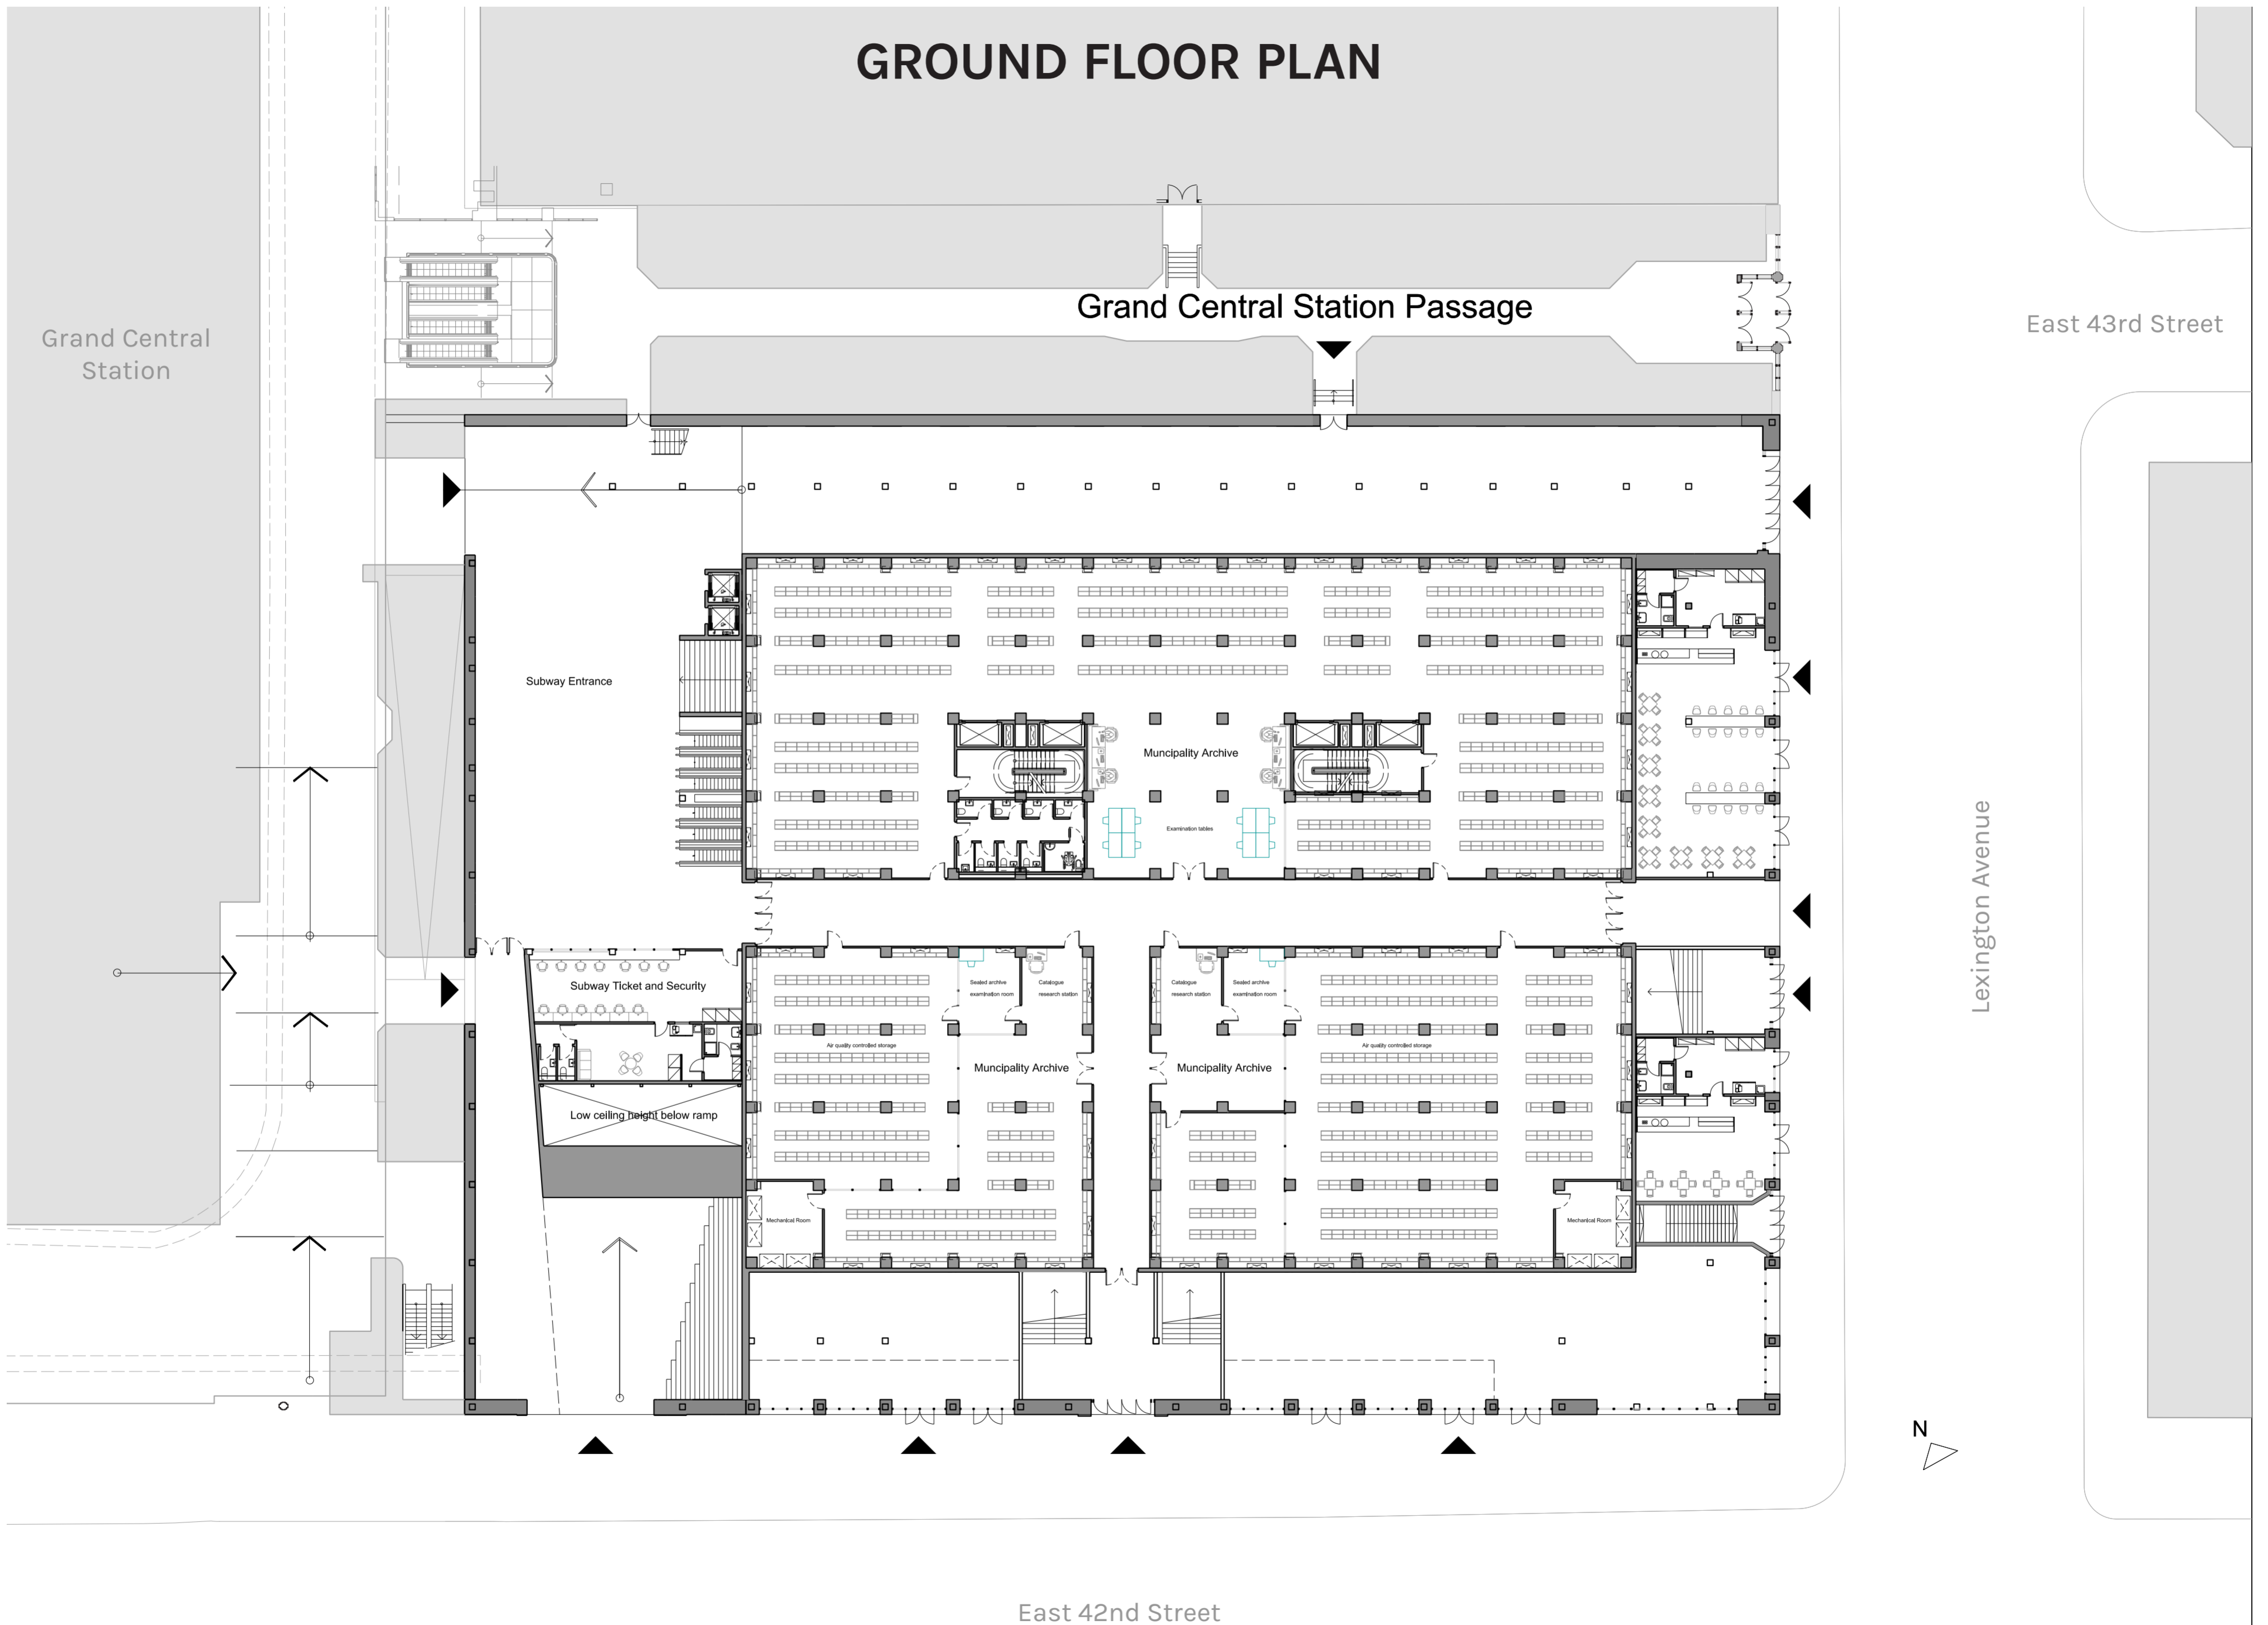 GROUND FLOOR PLAN
Grand Central Station Passage
Grand Central
Station
East 43rd Street
Subway Entrance
Muncipality Archive
Examination tables
Lexington Avenue
Subway Ticket and Security
Seated archive
examination room
Catalogue
research station
Catalogue
research station
Seated archive
examination room
Air quality controlled storage
Air quality controlled storage
Muncipality Archive
Muncipality Archive
Low ceiling height below ramp
Mechanical Room
Mechanical Room
N
East 42nd Street